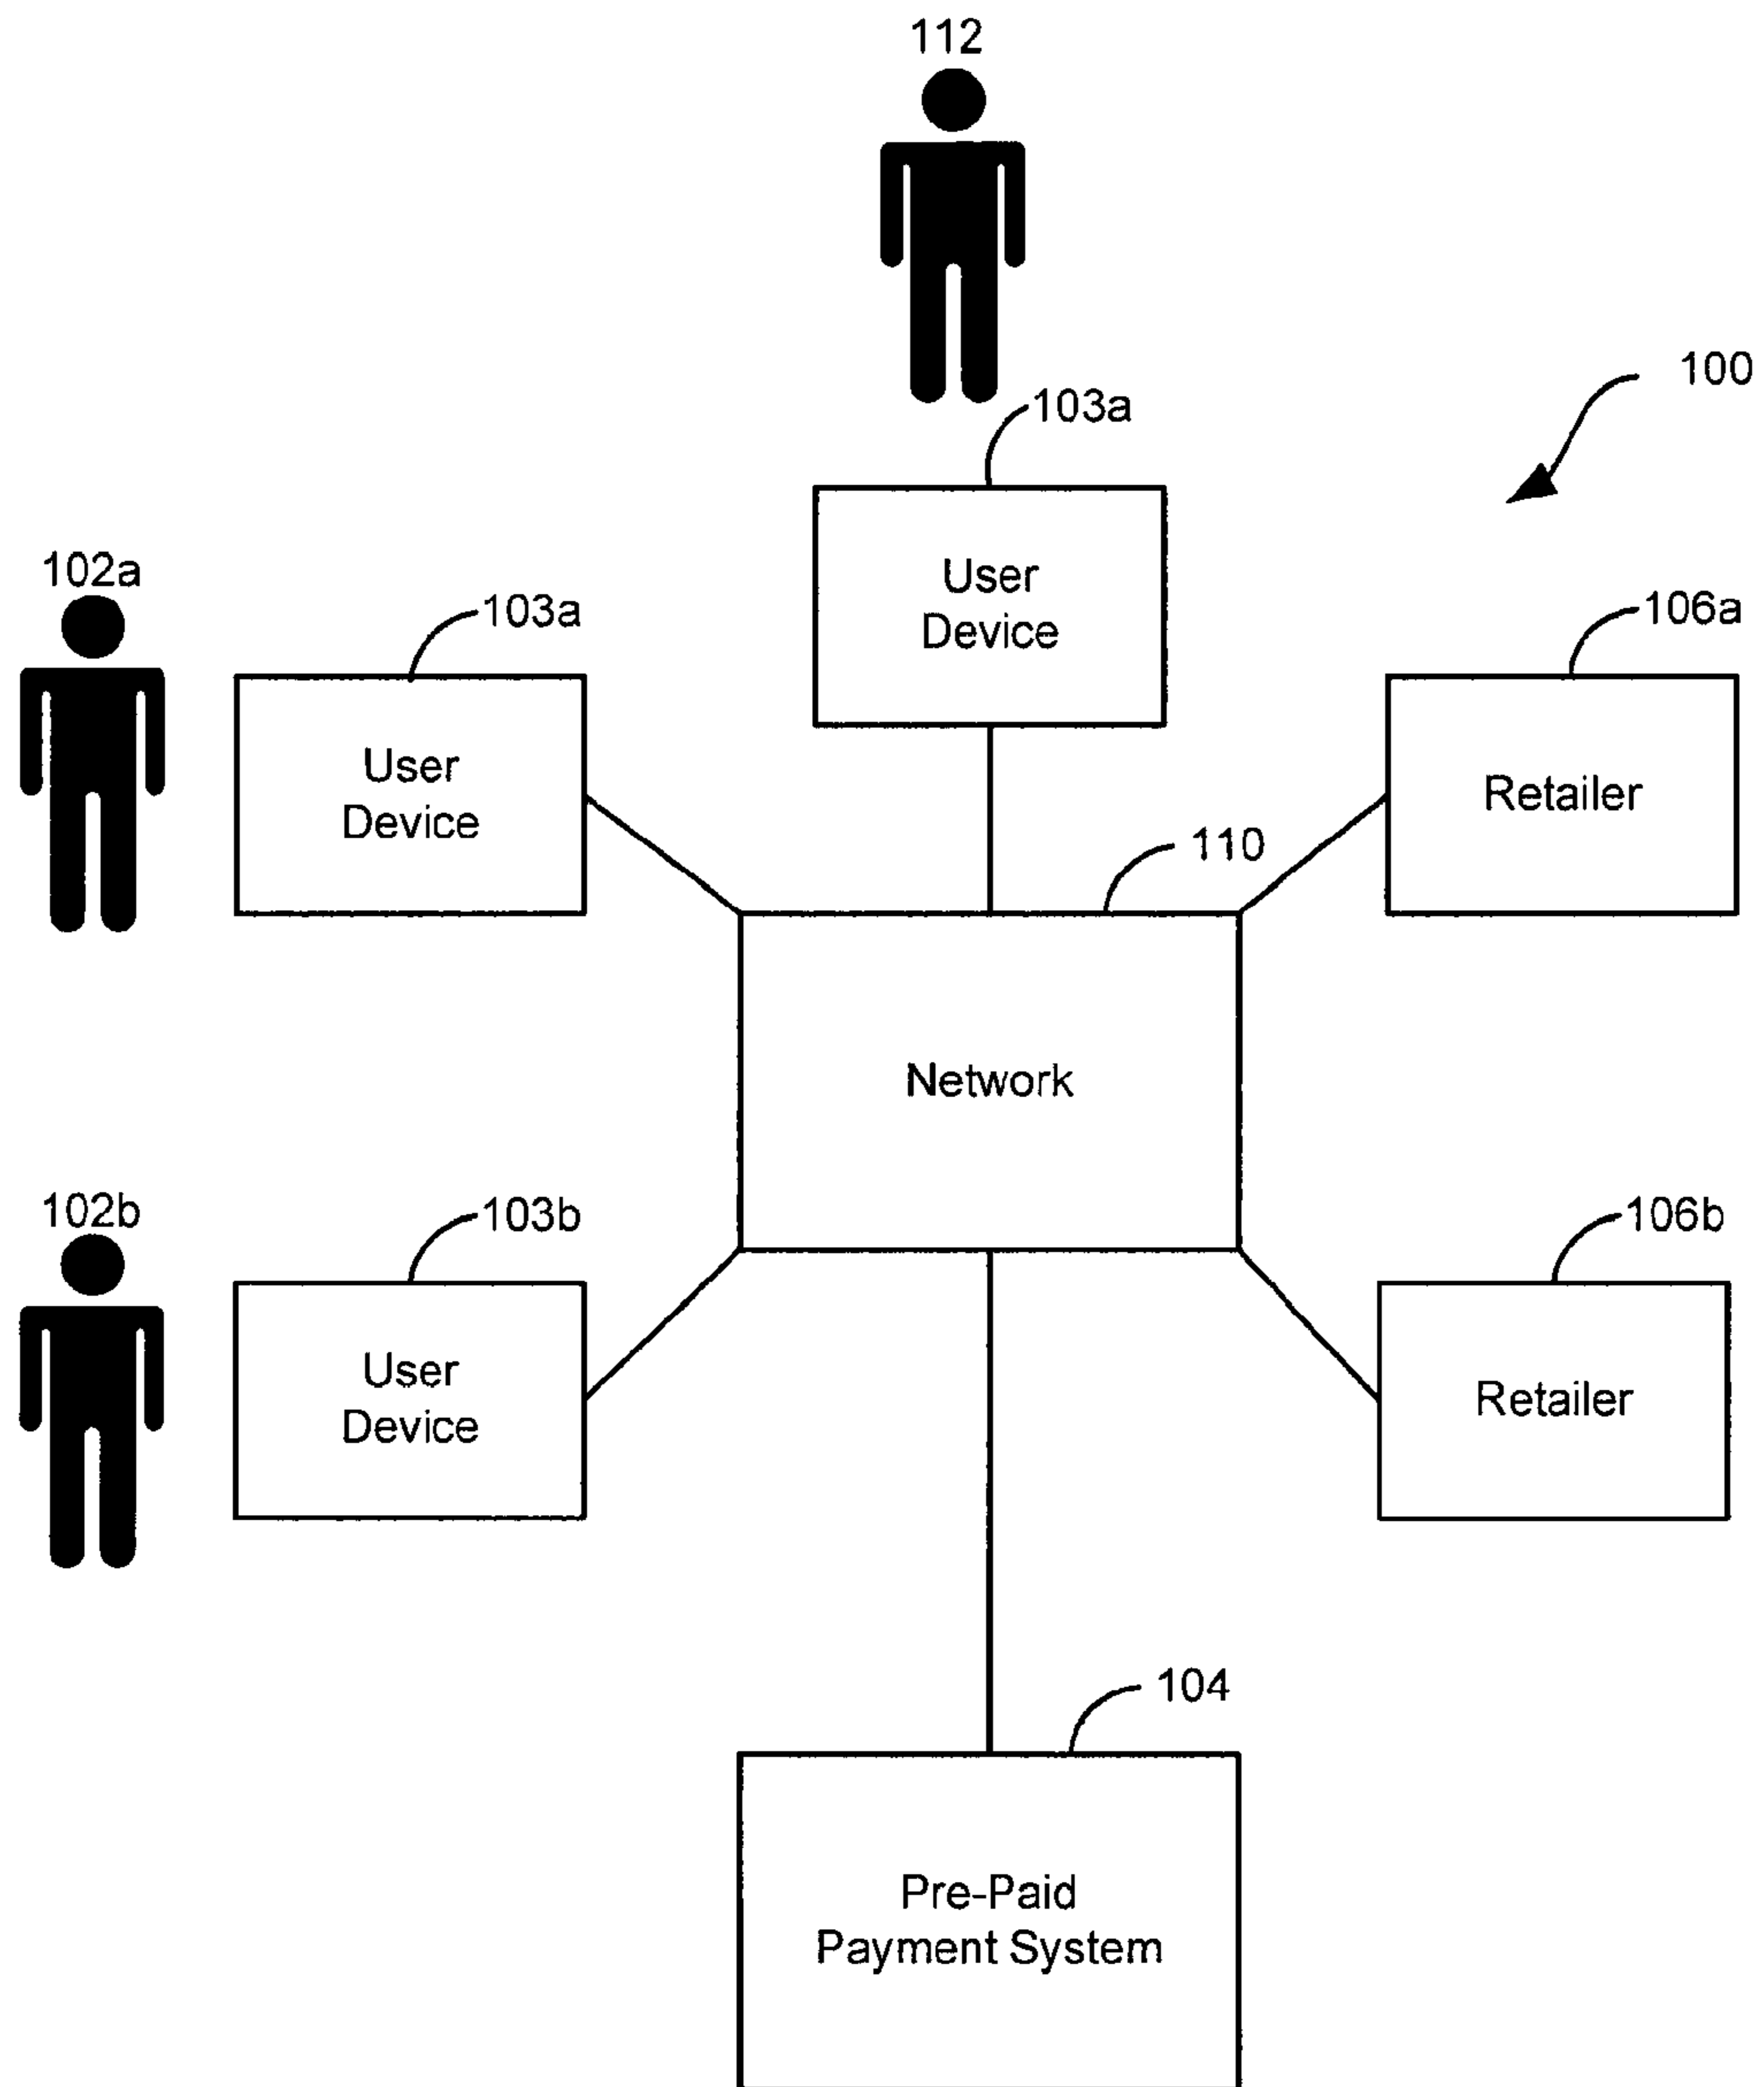 112
100
103a
User
Device
102a
103a
User
Device
106a
Retailer
110
Network
102b
103b
User
Device
106b
Retailer
104
Pre-Paid
Payment System